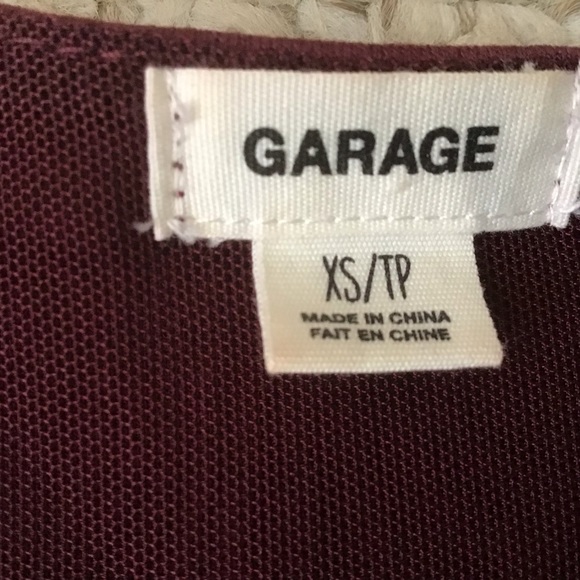 GARAGE
XS/TP
MADE IN CHINA
FAIT EN CHINE